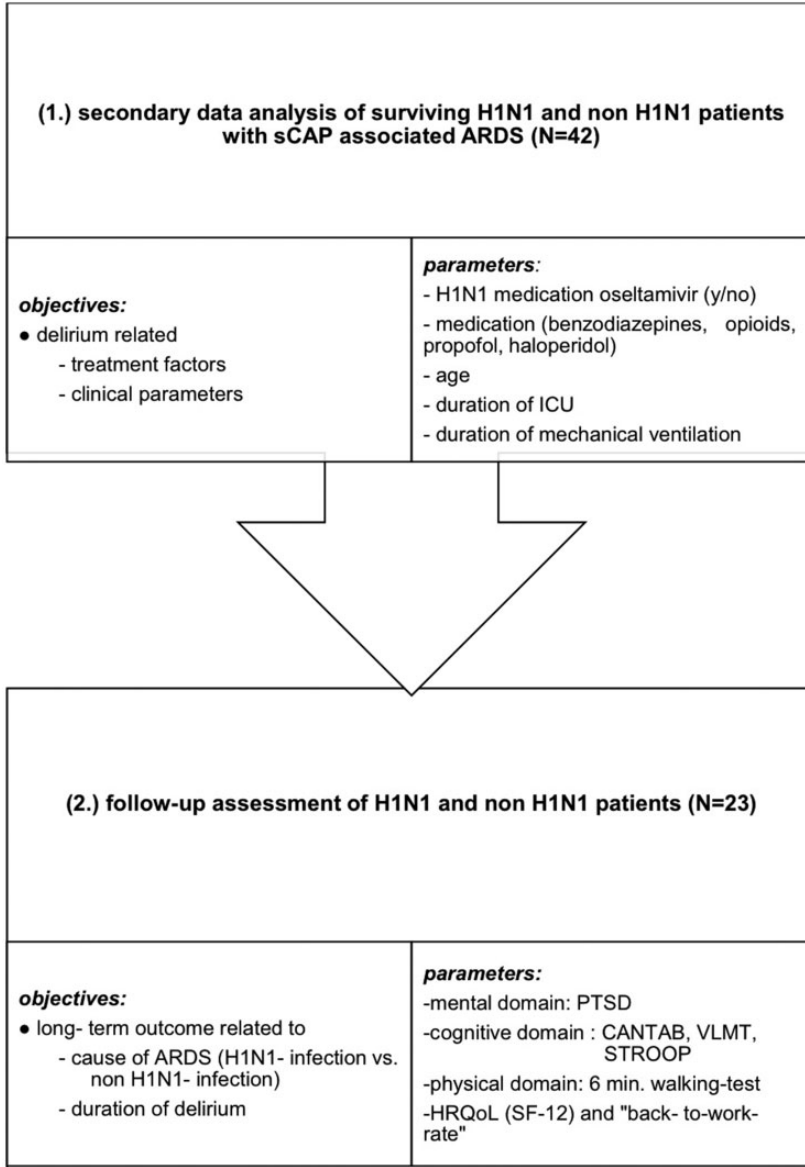 (1.) secondary data analysis of surviving H1N1 and non H1N1 patients
with sCAP associated ARDS (N=42)
objectives:
● delirium related
- treatment factors
- clinical parameters
parameters:
- H1N1 medication oseltamivir (y/no)
- medication (benzodiazepines, opioids,
propofol, haloperidol)
- age
- duration of ICU
- duration of mechanical ventilation
(2.) follow-up assessment of H1N1 and non H1N1 patients (N=23)
objectives:
● long- term outcome related to
- cause of ARDS (H1N1- infection vs.
non H1N1- infection)
- duration of delirium
parameters:
-mental domain: PTSD
-cognitive domain : CANTAB, VLMT,
STROOP
-physical domain: 6 min. walking-test
-HRQoL (SF-12) and "back- to-work-
rate"